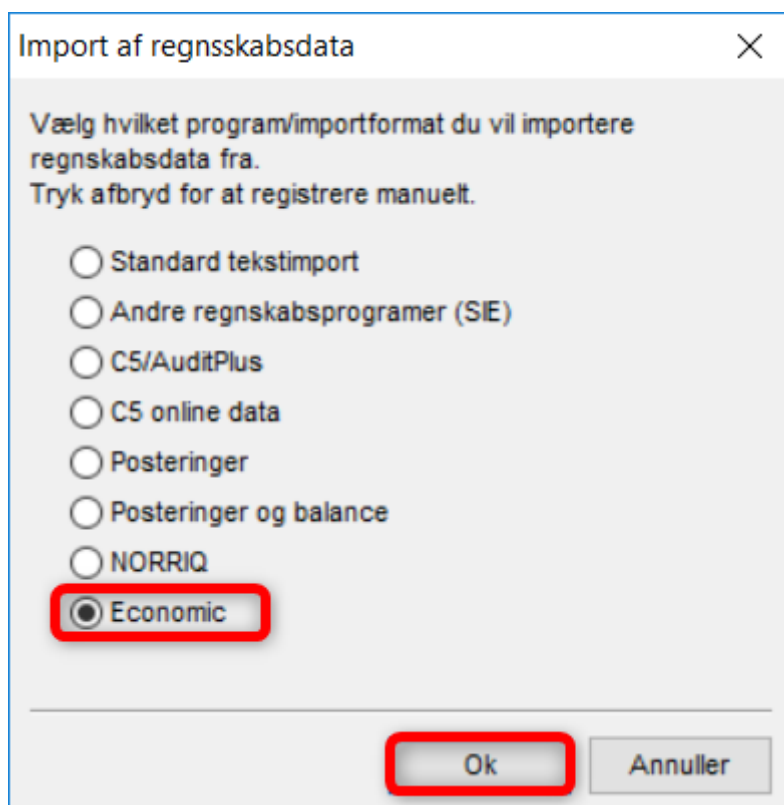 Import af regnsskabsdata
Vælg hvilket program/importformat du vil importere
regnskabsdata fra.
Tryk afbryd for at registrere manuelt.
Standard tekstimport
Andre regnskabsprogramer (SIE)
C5/AuditPlus
C5 online data
Posteringer
Posteringer og balance
NORRIQ
Economic
Ok Annuller